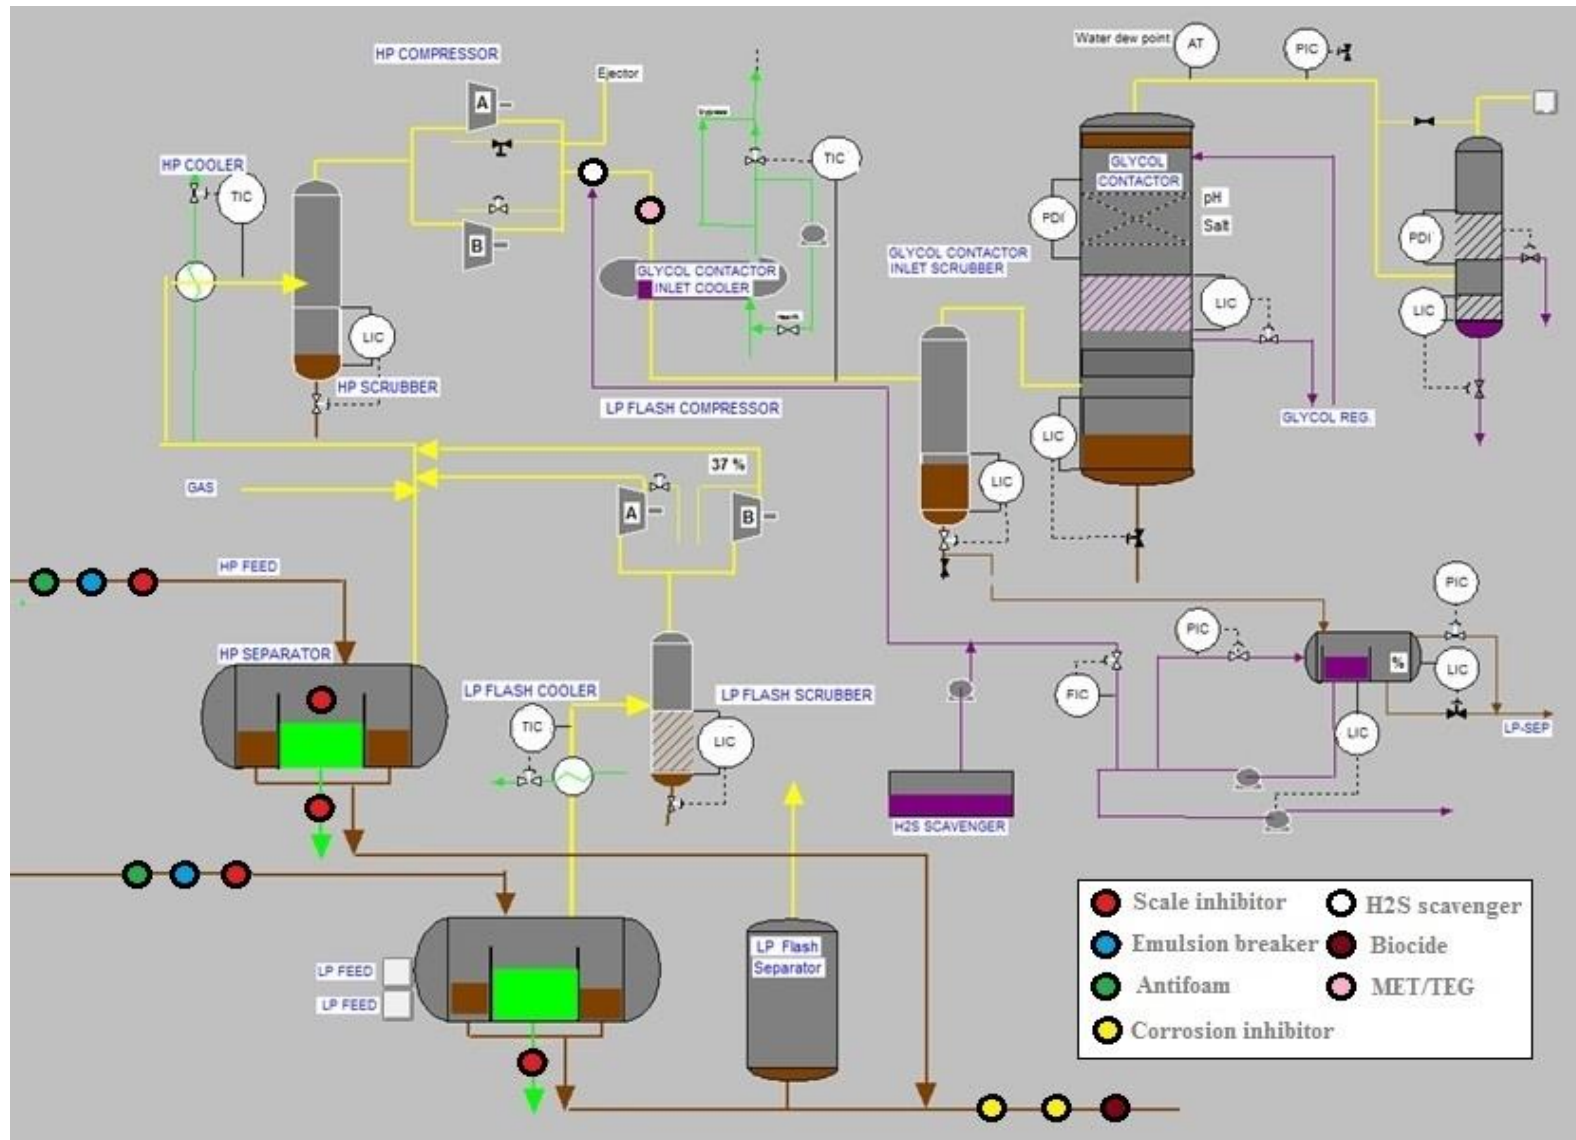 HP COMPRESSOR
A
B
Ejector
HP COOLER
TIC
LIC
HP SCRUBBER
TIC
GLYCOL CONTACTOR
INLET COOLER
Water dew point
AT
PIC
GLYCOL
CONTACTOR
pH
Salt
PDI
LIC
LIC
PDI
LIC
GLYCOL CONTACTOR
INLET SCRUBBER
LIC
GLYCOL REG.
LP FLASH COMPRESSOR
37 %
A
B
GAS
HP FEED
HP SEPARATOR
LP FLASH COOLER
TIC
LP FLASH SCRUBBER
LIC
PIC
PIC
FIC
%
LIC
LIC
LP-SEP
H2S SCAVENGER
LP FEED
LP FEED
LP Flash
Separator
Scale inhibitor
H2S scavenger
Emulsion breaker
Biocide
Antifoam
MET/TEG
Corrosion inhibitor